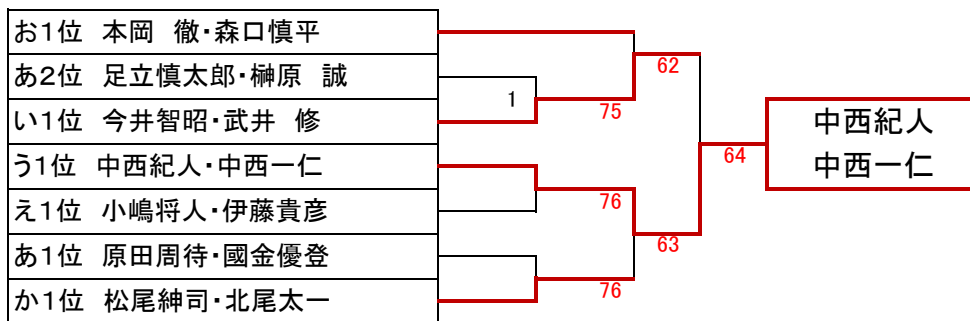 お1位 本岡 徹・森口慎平
あ2位 足立慎太郎・榊原 誠
い1位 今井智昭・武井 修
う1位 中西紀人・中西一仁
え1位 小嶋将人・伊藤貴彦
あ1位 原田周待・國金優登
か1位 松尾紳司・北尾太一
1
75
76
76
62
63
64
中西紀人
中西一仁